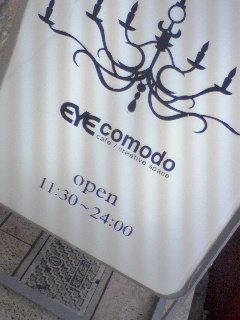 EYE comodo
cafe / creative space
open
11:30~24:00